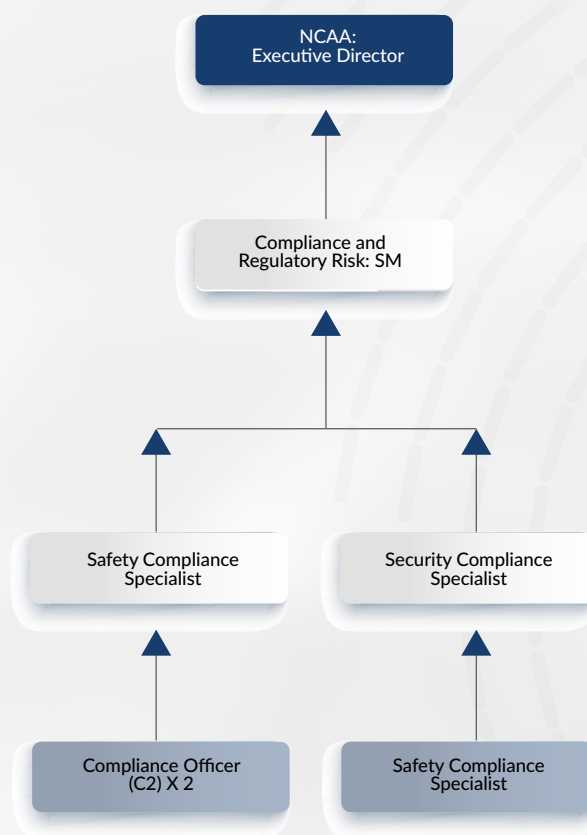 NCAA:
Executive Director
Compliance and
Regulatory Risk: SM
Safety Compliance
Specialist
Security Compliance
Specialist
Compliance Officer
(C2) X 2
Safety Compliance
Specialist